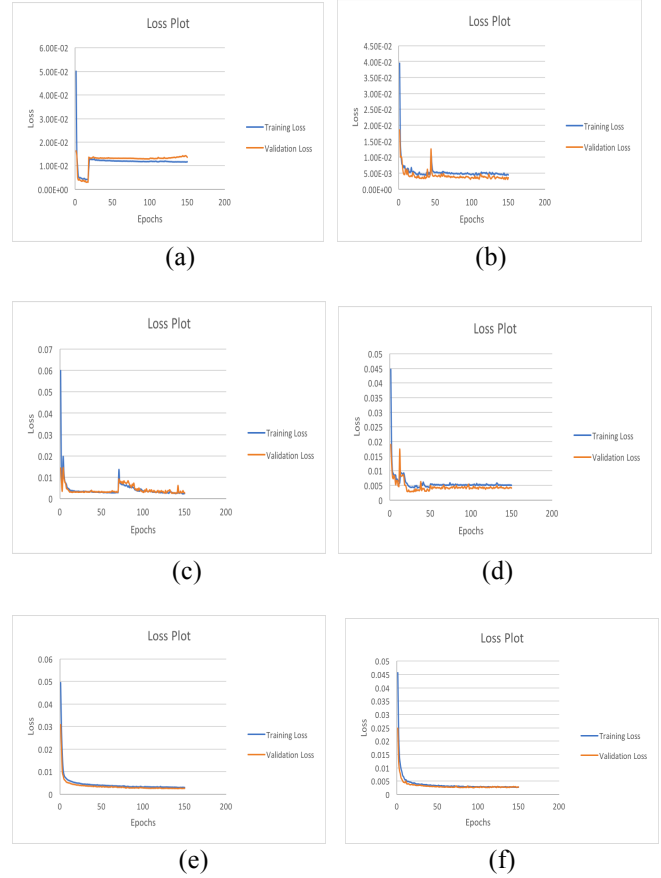 Loss Plot
6.00E-02
5.00E-02
4.00E-02
3.00E-02
2.00E-02
1.00E-02
0.00E+00
Loss
0 50 100 150 200
Epochs
Training Loss
Validation Loss
(a)
Loss Plot
4.50E-02
4.00E-02
3.50E-02
3.00E-02
2.50E-02
2.00E-02
1.50E-02
1.00E-02
5.00E-03
0.00E+00
Loss
0 50 100 150 200
Epochs
Training Loss
Validation Loss
(b)
Loss Plot
0.07
0.06
0.05
0.04
0.03
0.02
0.01
0
Loss
0 50 100 150 200
Epochs
Training Loss
Validation Loss
(c)
Loss Plot
0.05
0.045
0.04
0.035
0.03
0.025
0.02
0.015
0.01
0.005
0
Loss
0 50 100 150 200
Epochs
Training Loss
Validation Loss
(d)
Loss Plot
0.06
0.05
0.04
0.03
0.02
0.01
0
Loss
0 50 100 150 200
Epochs
Training Loss
Validation Loss
(e)
Loss Plot
0.05
0.045
0.04
0.035
0.03
0.025
0.02
0.015
0.01
0.005
0
Loss
0 50 100 150 200
Epochs
Training Loss
Validation Loss
(f)